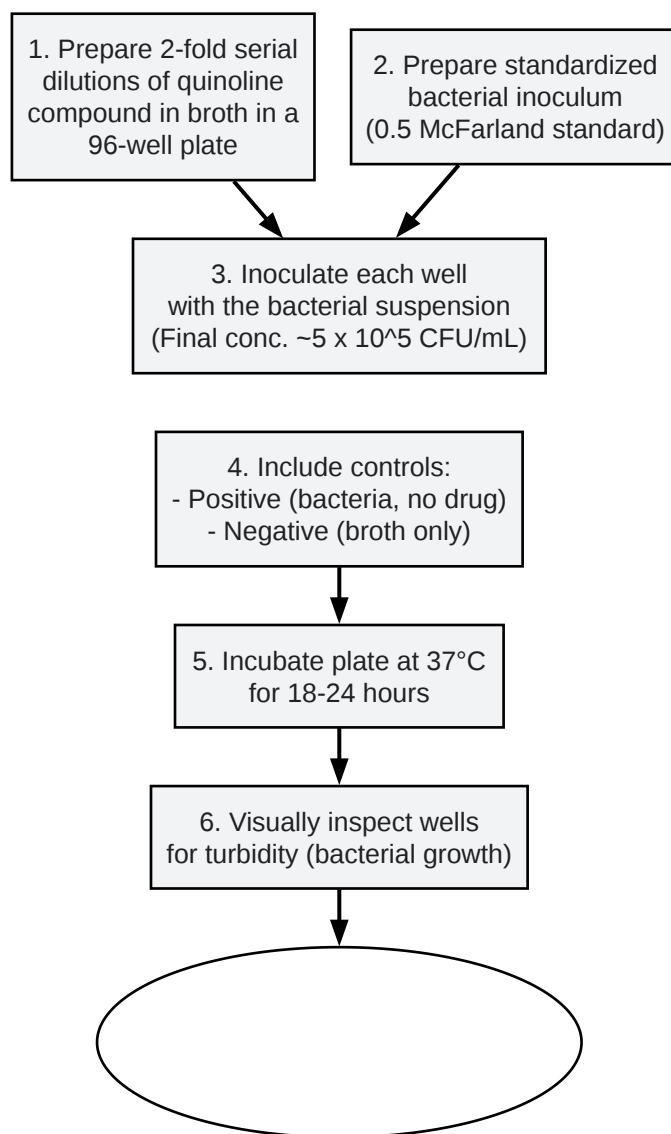 1. Prepare 2-fold serial
dilutions of quinoline
compound in broth in a
96-well plate
2. Prepare standardized
bacterial inoculum
(0.5 McFarland standard)
3. Inoculate each well
with the bacterial suspension
(Final conc. ~5 x 10^5 CFU/mL)
4. Include controls:
- Positive (bacteria, no drug)
- Negative (broth only)
5. Incubate plate at 37°C
for 18-24 hours
6. Visually inspect wells
for turbidity (bacterial growth)